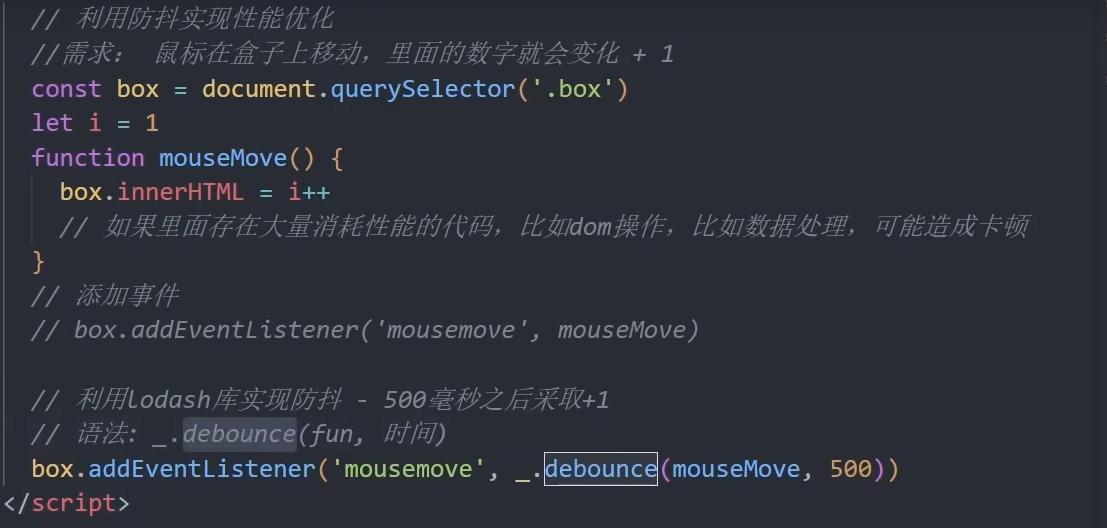 // 利用防抖实现性能优化
//需求： 鼠标在盒子上移动，里面的数字就会变化 + 1
const box = document.querySelector('.box')
let i = 1
function mouseMove() {
box.innerHTML = i++
// 如果里面存在大量消耗性能的代码，比如dom操作，比如数据处理，可能造成卡顿
}
// 添加事件
// box.addEventListener('mousemove', mouseMove)
// 利用lodash库实现防抖 - 500毫秒之后采取+1
// 语法: _.debounce(fun, 时间)
box.addEventListener('mousemove', _.debounce(mouseMove, 500))
</script>